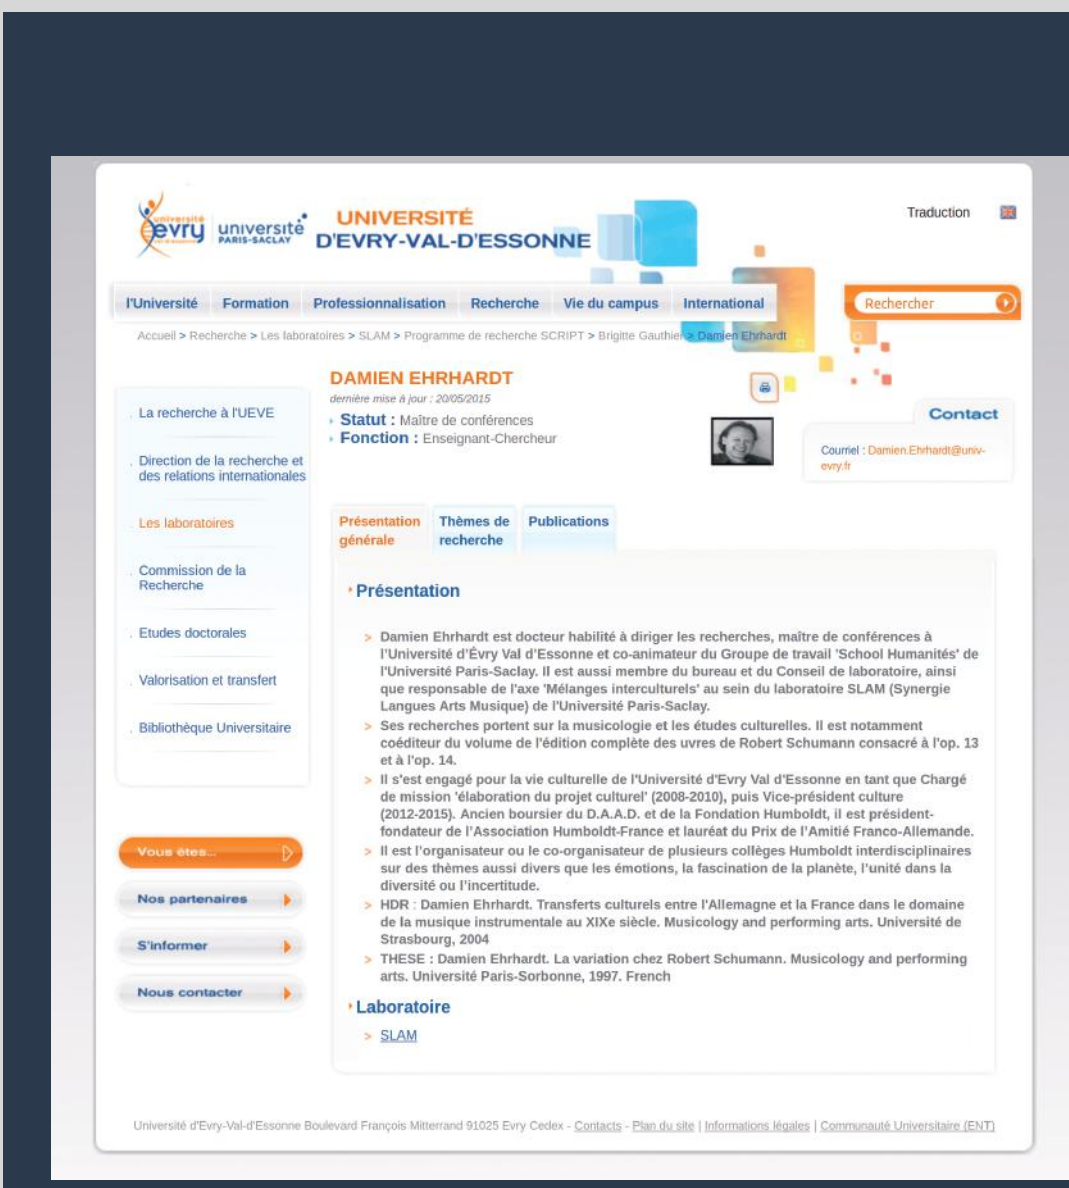 université
evry
val d'essonne
université
PARIS-SACLAY
UNIVERSITÉ
D'EVRY-VAL-D'ESSONNE
Traduction
l'Université Formation Professionnalisation Recherche Vie du campus International
Rechercher
Accueil > Recherche > Les laboratoires > SLAM > Programme de recherche SCRIPT > Brigitte Gauthier > Damien Ehrhardt
La recherche à l'UEVE
Direction de la recherche et
des relations internationales
Les laboratoires
Commission de la
Recherche
Etudes doctorales
Valorisation et transfert
Bibliothèque Universitaire
Vous êtes...
Nos partenaires
S'informer
Nous contacter
DAMIEN EHRHARDT
dernière mise à jour : 20/05/2015
Statut : Maître de conférences
Fonction : Enseignant-Chercheur
Contact
Courriel : Damien.Ehrhardt@univ-
evry.fr
Présentation
générale
Thèmes de
recherche
Publications
Présentation
> Damien Ehrhardt est docteur habilité à diriger les recherches, maître de conférences à
l'Université d'Évry Val d'Essonne et co-animateur du Groupe de travail 'School Humanités' de
l'Université Paris-Saclay. Il est aussi membre du bureau et du Conseil de laboratoire, ainsi
que responsable de l'axe 'Mélanges interculturels' au sein du laboratoire SLAM (Synergie
Langues Arts Musique) de l'Université Paris-Saclay.
> Ses recherches portent sur la musicologie et les études culturelles. Il est notamment
coéditeur du volume de l'édition complète des uvres de Robert Schumann consacré à l'op. 13
et à l'op. 14.
> Il s'est engagé pour la vie culturelle de l'Université d'Evry Val d'Essonne en tant que Chargé
de mission 'élaboration du projet culturel' (2008-2010), puis Vice-président culture
(2012-2015). Ancien boursier du D.A.A.D. et de la Fondation Humboldt, il est président-
fondateur de l'Association Humboldt-France et lauréat du Prix de l'Amitié Franco-Allemande.
> Il est l'organisateur ou le co-organisateur de plusieurs collèges Humboldt interdisciplinaires
sur des thèmes aussi divers que les émotions, la fascination de la planète, l'unité dans la
diversité ou l'incertitude.
> HDR : Damien Ehrhardt. Transferts culturels entre l'Allemagne et la France dans le domaine
de la musique instrumentale au XIXe siècle. Musicology and performing arts. Université de
Strasbourg, 2004
> THESE : Damien Ehrhardt. La variation chez Robert Schumann. Musicology and performing
arts. Université Paris-Sorbonne, 1997. French
Laboratoire
> SLAM
Université d'Evry-Val-d'Essonne Boulevard François Mitterrand 91025 Evry Cedex - Contacts - Plan du site | Informations légales | Communauté Universitaire (ENT)